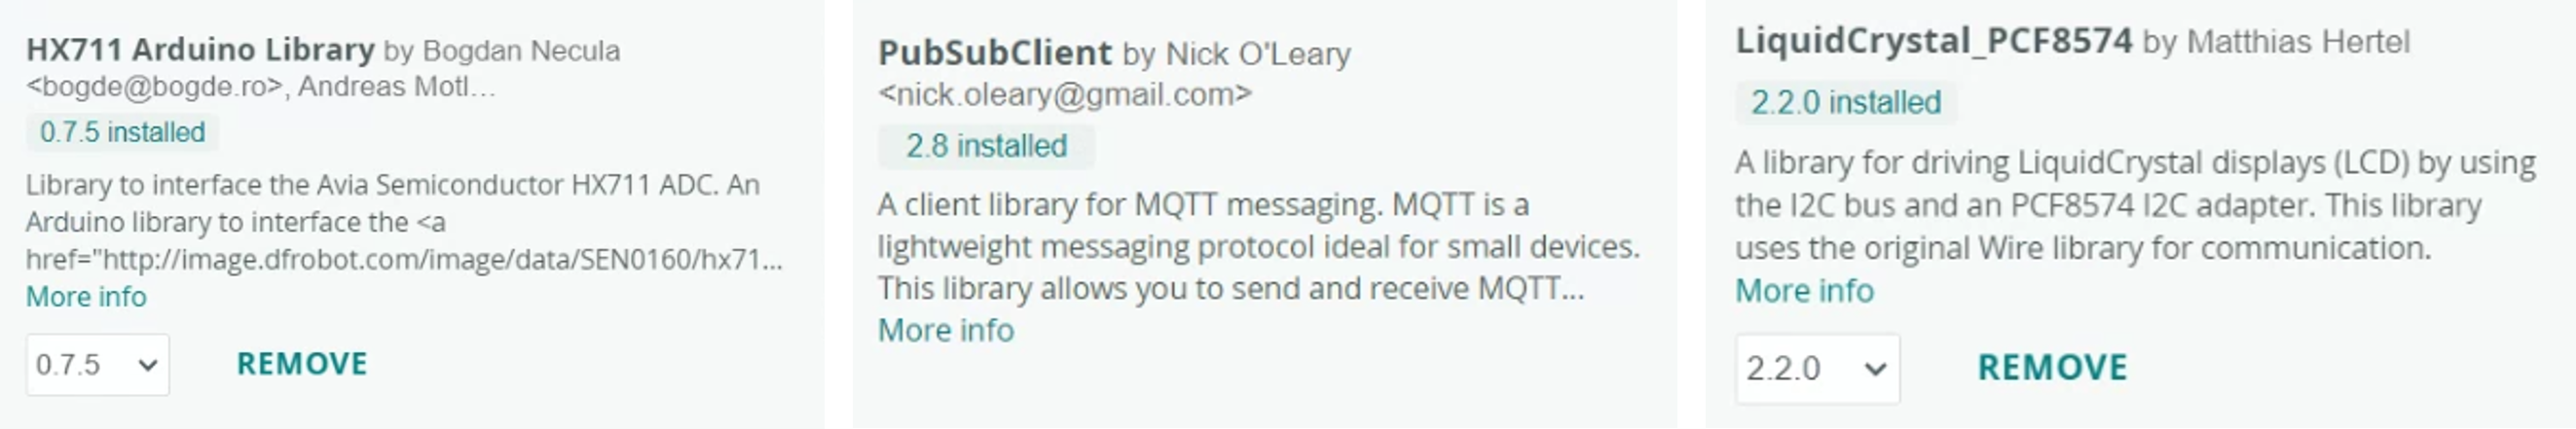 HX711 Arduino Library by Bogdan Necula
<bogde@bogde.ro>, Andreas Motl...
0.7.5 installed
Library to interface the Avia Semiconductor HX711 ADC. An
Arduino library to interface the <a
href="http://image.dfrobot.com/image/data/SEN0160/hx71...
More info
0.7.5
REMOVE
PubSubClient by Nick O'Leary
<nick.oleary@gmail.com>
2.8 installed
A client library for MQTT messaging. MQTT is a
lightweight messaging protocol ideal for small devices.
This library allows you to send and receive MQTT...
More info
LiquidCrystal_PCF8574 by Matthias Hertel
2.2.0 installed
A library for driving LiquidCrystal displays (LCD) by using
the I2C bus and an PCF8574 I2C adapter. This library
uses the original Wire library for communication.
More info
2.2.0
REMOVE